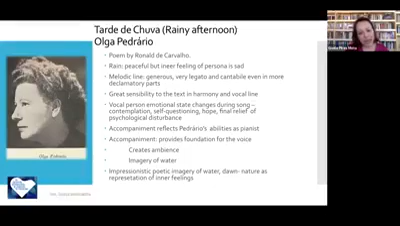 Tarde de Chuva (Rainy afternoon)
Olga Pedrário
Poem by Ronald de Carvalho.
Rain: peaceful but ineer feeling of persona is sad
Melodic line: generous, very legato and cantabile even in more
declamatory parts
Great sensibility to the text in harmony and vocal line
Vocal person emotional state changes during song –
contemplation, self-questioning, hope, final relief of
psychological disturbance
Accompaniment reflects Pedrário's abilities as pianist
Accompaniment: provides foundation for the voice
Creates ambience
Imagery of water
Impressionistic poetic imagery of water, dawn- nature as
represetation of inner feelings
Olga Pedrário